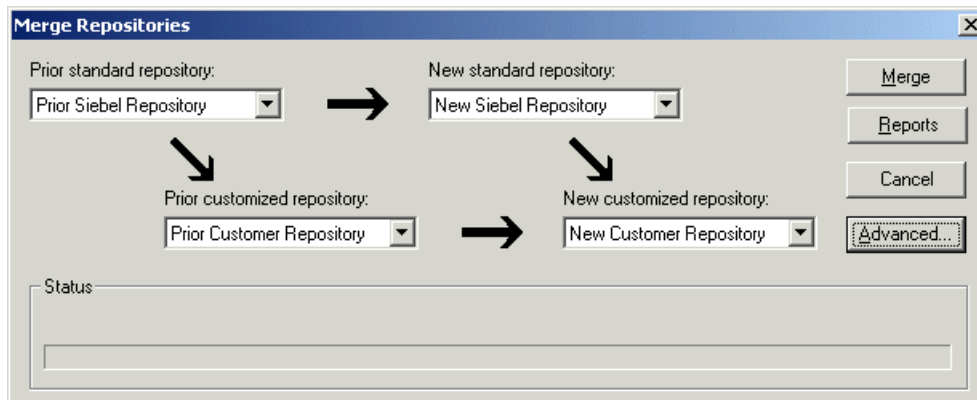 Merge Repositories
Prior standard repository: New standard repository:
Prior Siebel Repository New Siebel Repository
Merge
Reports
Prior customized repository: New customized repository:
Cancel
Prior Customer Repository New Customer Repository
Advanced...
Status